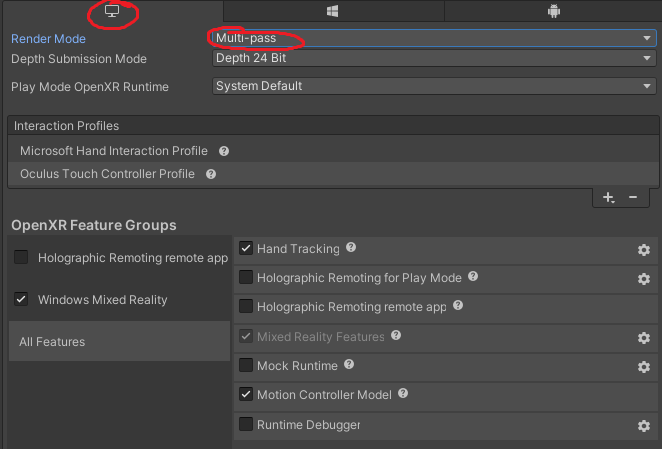 Render Mode Multi-pass
Depth Submission Mode Depth 24 Bit
Play Mode OpenXR Runtime System Default
Interaction Profiles
Microsoft Hand Interaction Profile ?
Oculus Touch Controller Profile ?
+ −
OpenXR Feature Groups
Holographic Remoting remote app
Windows Mixed Reality
All Features
Hand Tracking ?
Holographic Remoting for Play Mode ?
Holographic Remoting remote app ?
Mixed Reality Features ?
Mock Runtime ?
Motion Controller Model ?
Runtime Debugger